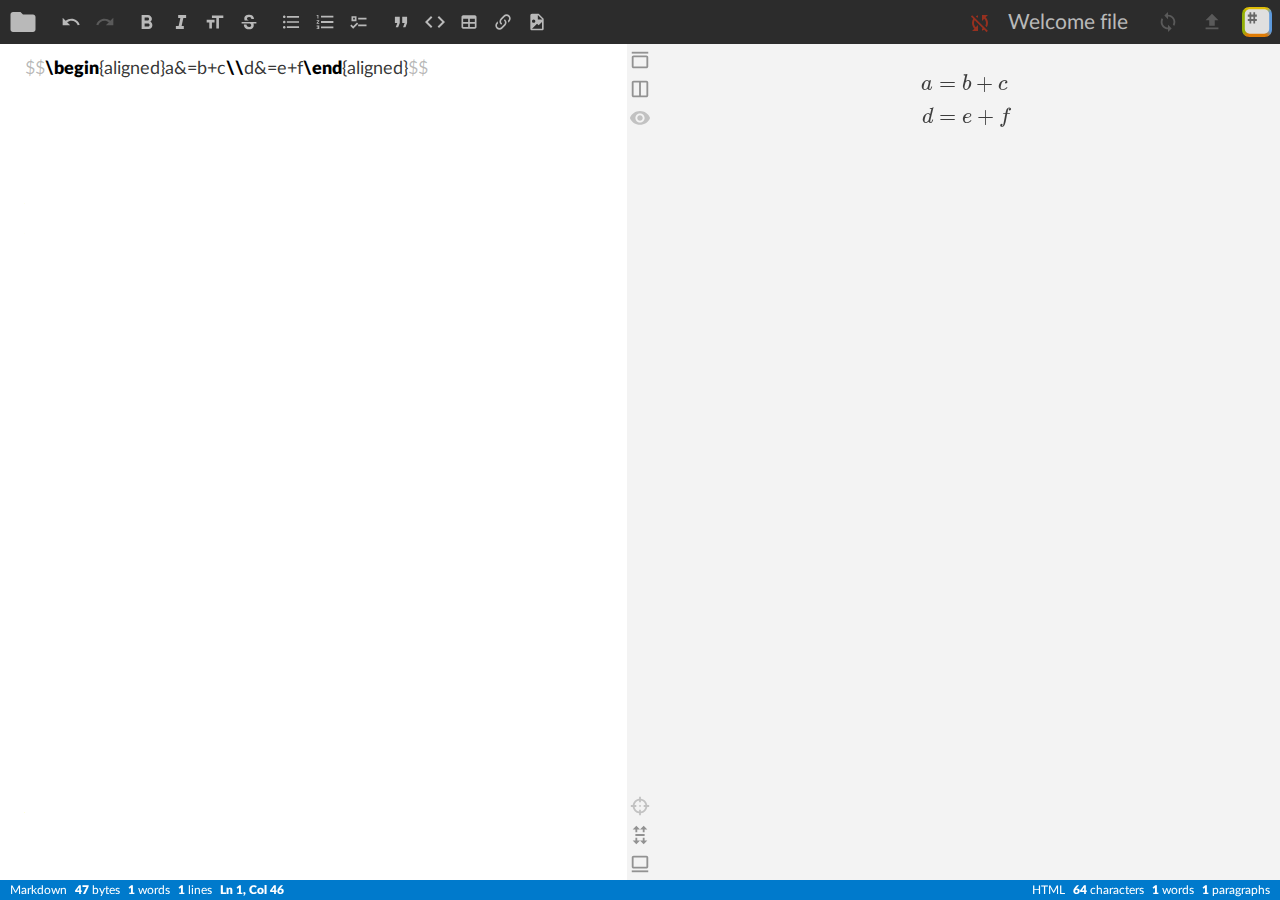 Welcome file
$$\begin{aligned}a&=b+c\\d&=e+f\end{aligned}$$
a = b + c
d = e + f
Markdown 47 bytes 1 words 1 lines Ln 1, Col 46
HTML 64 characters 1 words 1 paragraphs